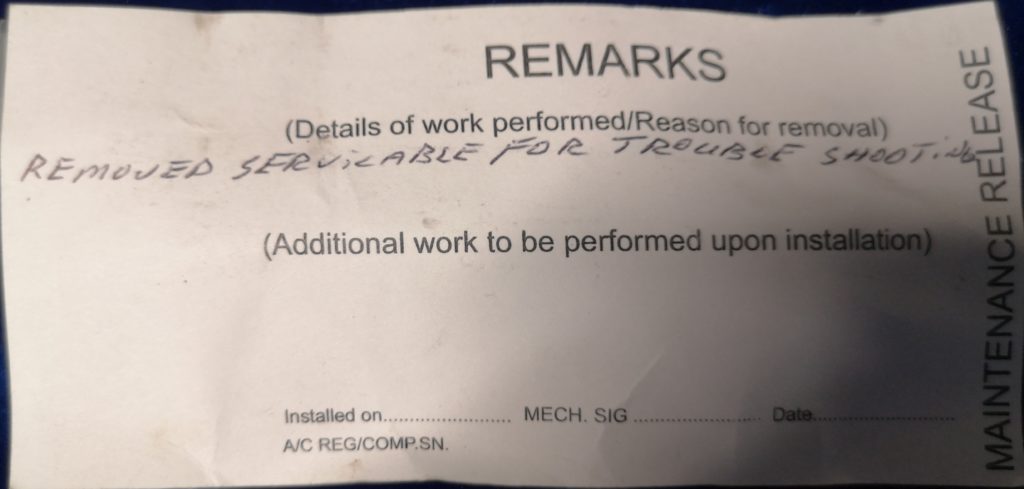 REMARKS
(Details of work performed/Reason for removal)
REMOVED SERVICABLE FOR TROUBLE SHOOTING
(Additional work to be performed upon installation)
Installed on...................... MECH. SIG ...................... Date........................
A/C REG/COMP.SN.
MAINTENANCE RELEASE